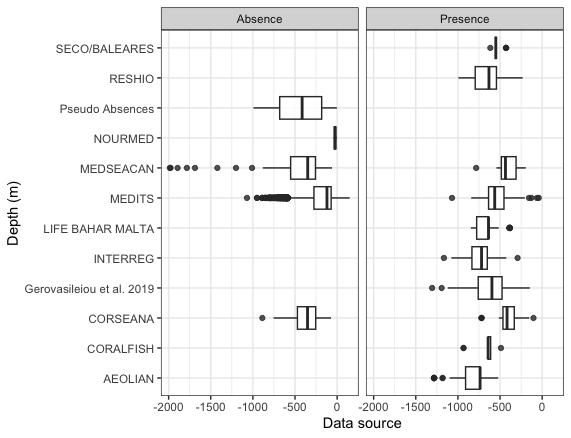 Absence Presence
SECO/BALEARES
RESHIO
Pseudo Absences
NOURMED
MEDSEACAN
MEDITS
LIFE BAHAR MALTA
INTERREG
Gerovasileiou et al. 2019
CORSEANA
CORALFISH
AEOLIAN
Depth (m)
-2000 -1500 -1000 -500 0 -2000 -1500 -1000 -500 0
Data source